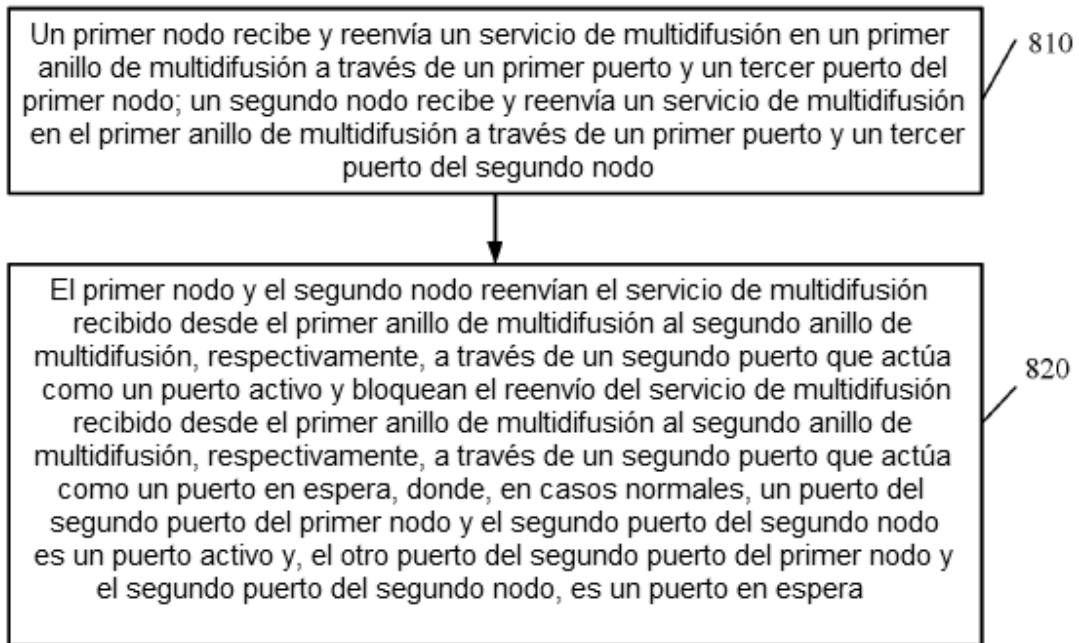 Un primer nodo recibe y reenvía un servicio de multidifusión en un primer
anillo de multidifusión a través de un primer puerto y un tercer puerto del
primer nodo; un segundo nodo recibe y reenvía un servicio de multidifusión
en el primer anillo de multidifusión a través de un primer puerto y un tercer
puerto del segundo nodo
810
El primer nodo y el segundo nodo reenvían el servicio de multidifusión
recibido desde el primer anillo de multidifusión al segundo anillo de
multidifusión, respectivamente, a través de un segundo puerto que actúa
como un puerto activo y bloquean el reenvío del servicio de multidifusión
recibido desde el primer anillo de multidifusión al segundo anillo de
multidifusión, respectivamente, a través de un segundo puerto que actúa
como un puerto en espera, donde, en casos normales, un puerto del
segundo puerto del primer nodo y el segundo puerto del segundo nodo
es un puerto activo y, el otro puerto del segundo puerto del primer nodo y
el segundo puerto del segundo nodo, es un puerto en espera
820